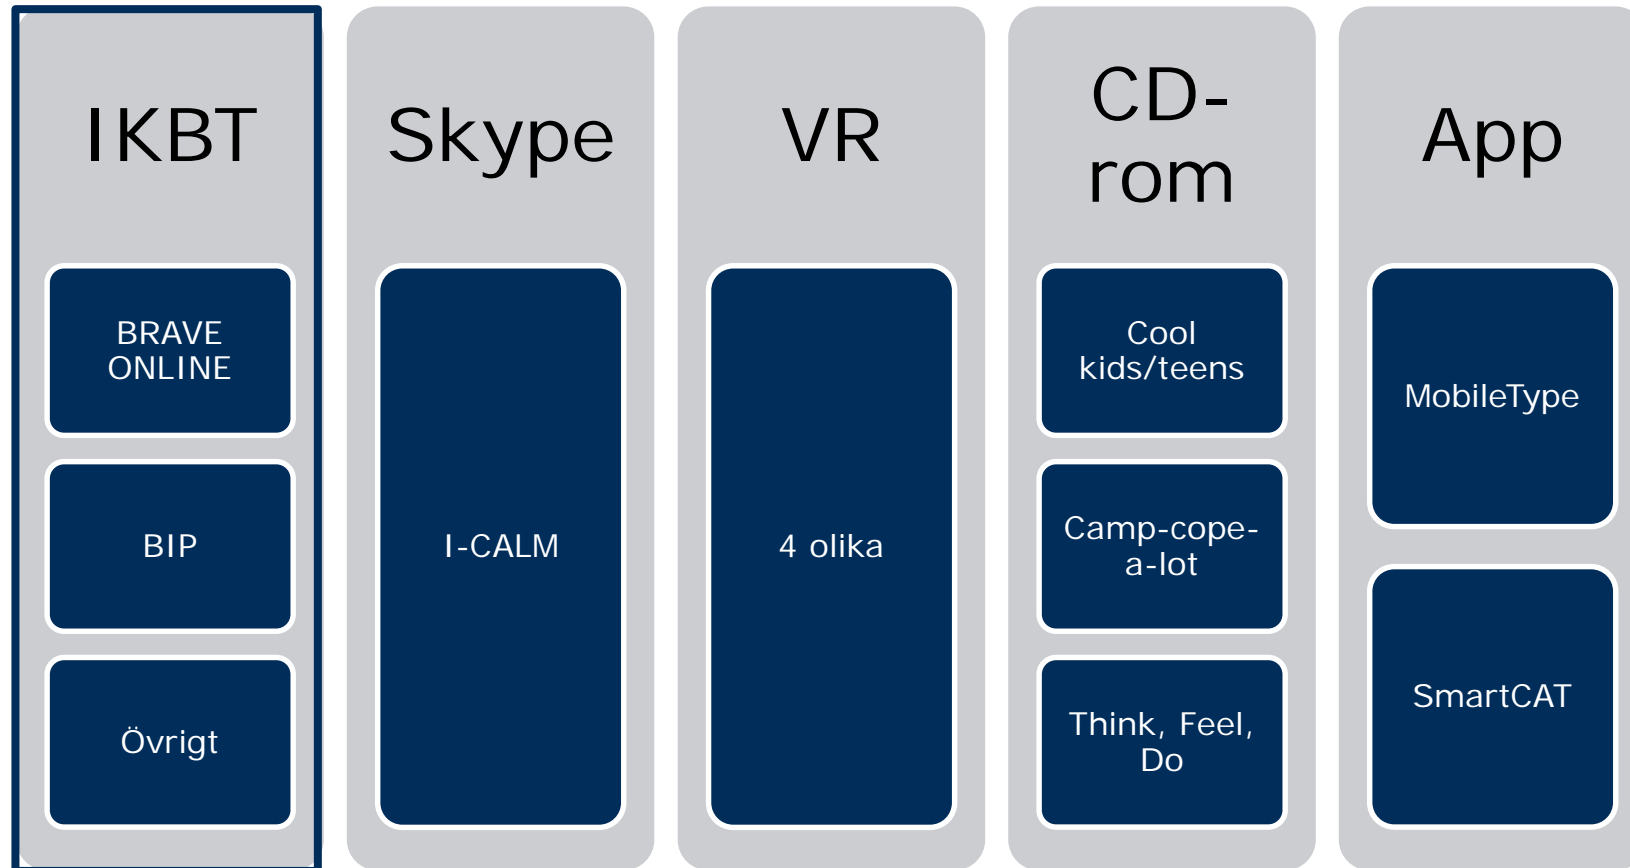 IKBT
BRAVE
ONLINE
BIP
Övrigt
Skype
I-CALM
VR
4 olika
CD-
rom
Cool
kids/teens
Camp-cope-
a-lot
Think, Feel,
Do
App
MobileType
SmartCAT